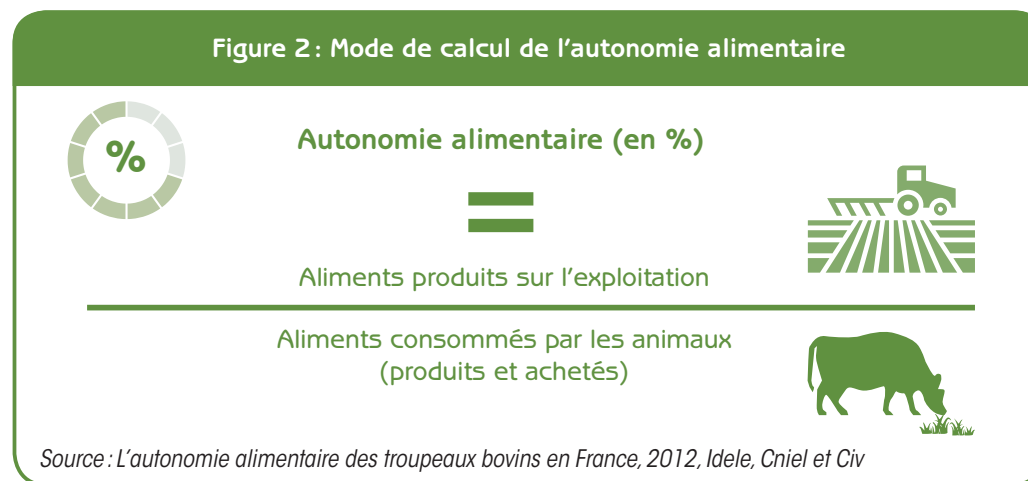 Figure 2 : Mode de calcul de l'autonomie alimentaire
%
Autonomie alimentaire (en %)
=
Aliments produits sur l'exploitation
Aliments consommés par les animaux
(produits et achetés)
Source : L'autonomie alimentaire des troupeaux bovins en France, 2012, Idele, Cniel et Civ